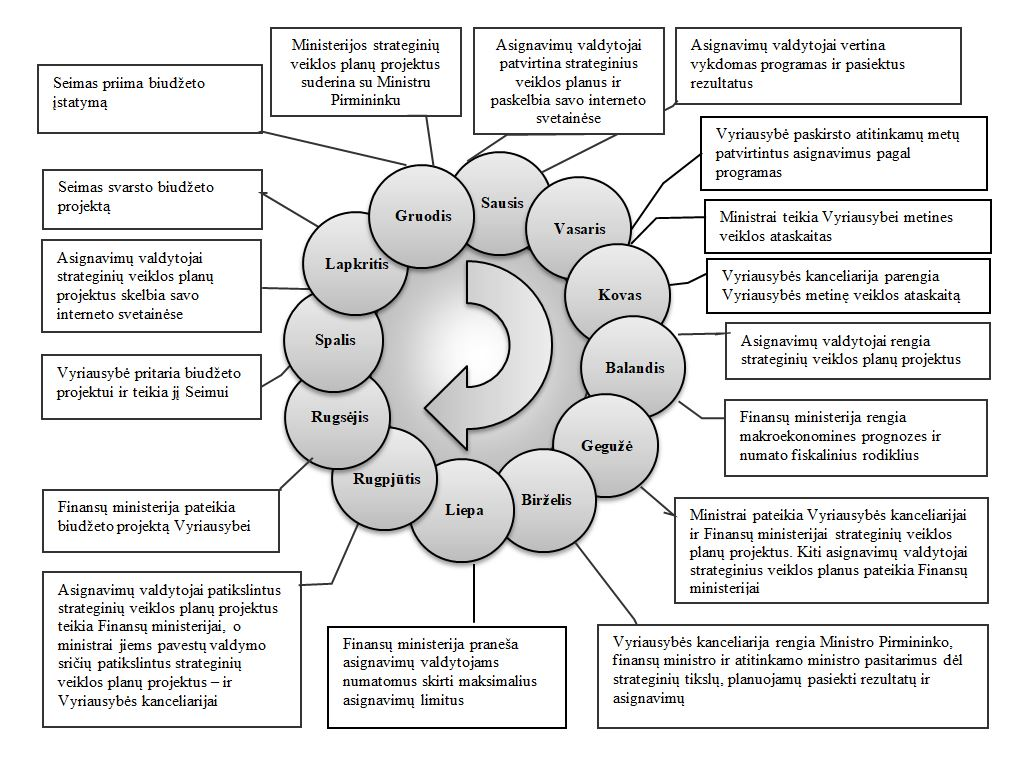 Ministerijos strateginių
veiklos planų projektus
suderina su Ministru
Pirmininku
Asignavimų valdytojai
patvirtina strateginius
veiklos planus ir
paskelbia savo interneto
svetainėse
Asignavimų valdytojai vertina
vykdomas programas ir pasiektus
rezultatus
Seimas priima biudžeto
įstatymą
Vyriausybė paskirsto atitinkamų metų
patvirtintus asignavimus pagal
programas
Seimas svarsto biudžeto
projektą
Ministrai teikia Vyriausybei metines
veiklos ataskaitas
Asignavimų valdytojai
strateginių veiklos planų
projektus skelbia savo
interneto svetainėse
Vyriausybės kanceliarija parengia
Vyriausybės metinę veiklos ataskaitą
Asignavimų valdytojai rengia
strateginių veiklos planų projektus
Vyriausybė pritaria biudžeto
projektui ir teikia jį Seimui
Finansų ministerija rengia
makroekonomines prognozes ir
numato fiskalinius rodiklius
Gruodis
Sausis
Vasaris
Lapkritis
Kovas
Spalis
Balandis
Rugsėjis
Gegužė
Rugpjūtis
Liepa
Birželis
Finansų ministerija pateikia
biudžeto projektą Vyriausybei
Ministrai pateikia Vyriausybės kanceliarijai
ir Finansų ministerijai strateginių veiklos
planų projektus. Kiti asignavimų valdytojai
strateginius veiklos planus pateikia Finansų
ministerijai
Asignavimų valdytojai patikslintus
strateginių veiklos planų projektus
teikia Finansų ministerijai, o
ministrai jiems pavestų valdymo
sričių patikslintus strateginių
veiklos planų projektus – ir
Vyriausybės kanceliarijai
Finansų ministerija praneša
asignavimų valdytojams
numatomus skirti maksimalius
asignavimų limitus
Vyriausybės kanceliarija rengia Ministro Pirmininko,
finansų ministro ir atitinkamo ministro pasitarimus dėl
strateginių tikslų, planuojamų pasiekti rezultatų ir
asignavimų